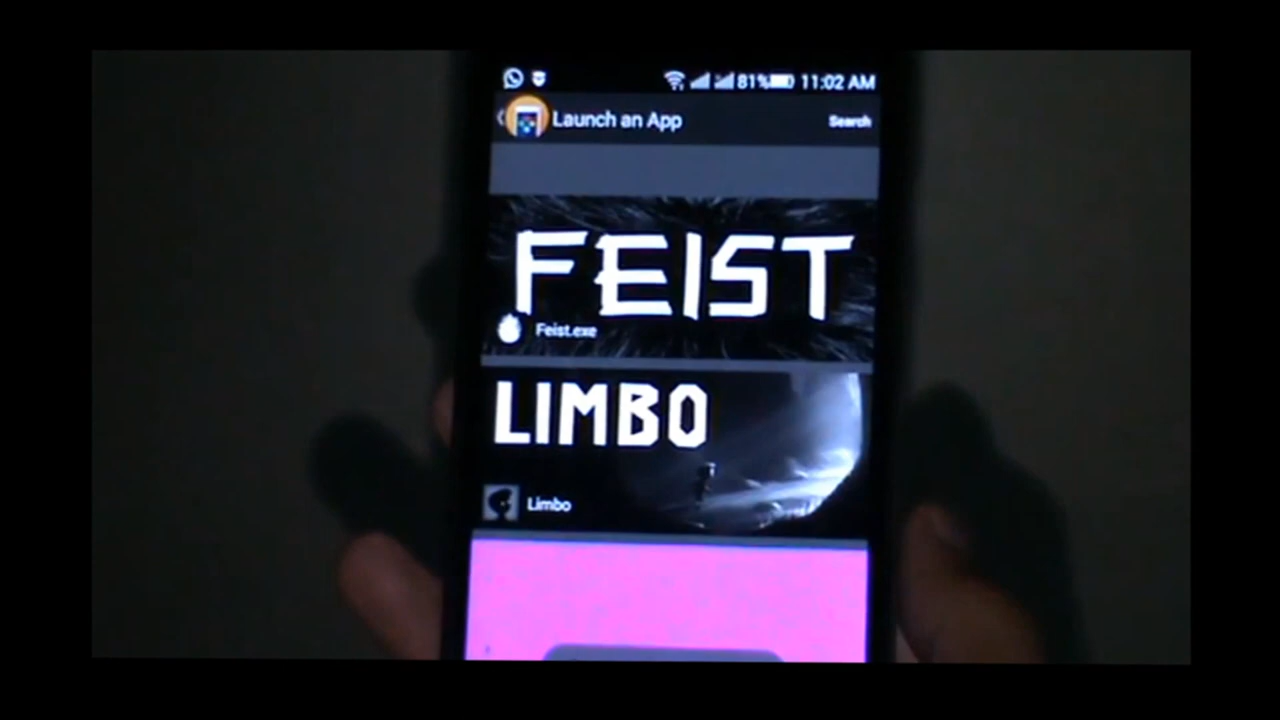 81% 11:02 AM
Launch an App Search
FEIST
Feist.exe
LIMBO
Limbo